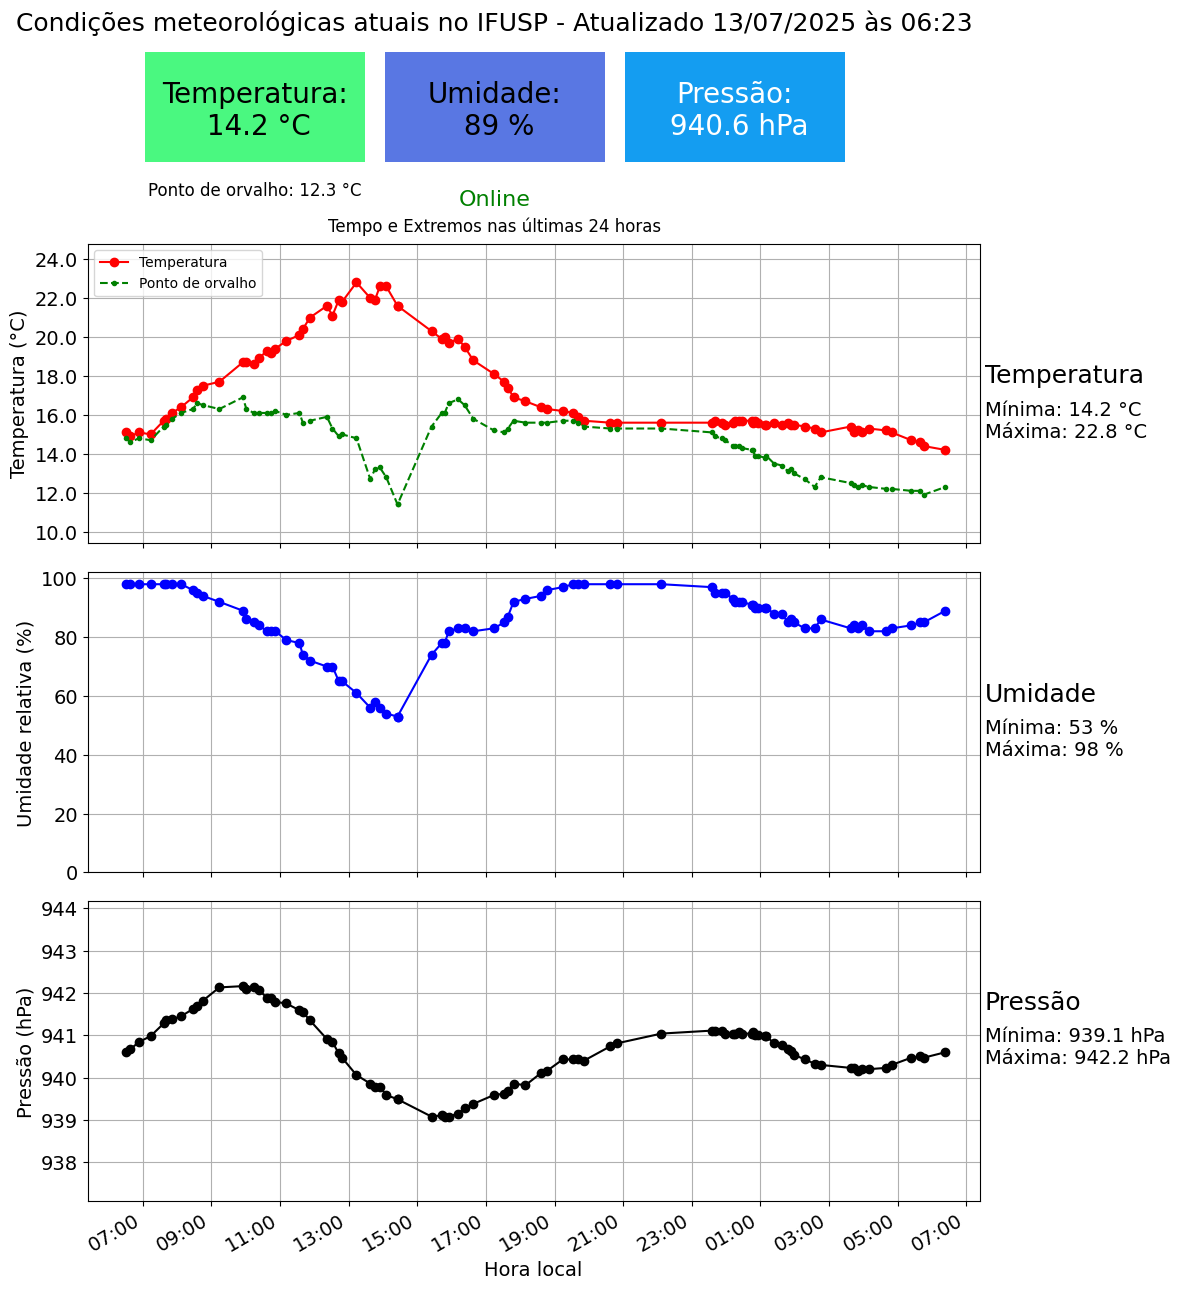 Condições meteorológicas atuais no IFUSP - Atualizado 13/07/2025 às 06:23
Temperatura:
14.2 °C
Umidade:
89 %
Pressão:
940.6 hPa
Ponto de orvalho: 12.3 °C
Online
Tempo e Extremos nas últimas 24 horas
Temperatura (°C)
24.0
22.0
20.0
18.0
16.0
14.0
12.0
10.0
Temperatura
Ponto de orvalho
Temperatura
Mínima: 14.2 °C
Máxima: 22.8 °C
Umidade relativa (%)
100
80
60
40
20
0
Umidade
Mínima: 53 %
Máxima: 98 %
Pressão (hPa)
944
943
942
941
940
939
938
Pressão
Mínima: 939.1 hPa
Máxima: 942.2 hPa
07:00 09:00 11:00 13:00 15:00 17:00 19:00 21:00 23:00 01:00 03:00 05:00 07:00
Hora local